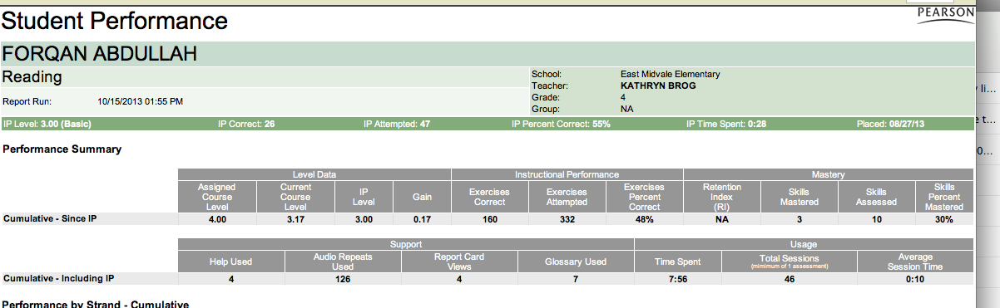 PEARSON
Student Performance
FORQAN ABDULLAH
Reading
School: East Midvale Elementary
Teacher: KATHRYN BROG
Grade: 4
Group: NA
Report Run: 10/15/2013 01:55 PM
IP Level: 3.00 (Basic) IP Correct: 26 IP Attempted: 47 IP Percent Correct: 55% IP Time Spent: 0:28 Placed: 08/27/13
Performance Summary
Level Data Instructional Performance Mastery
Assigned Course Level Current Course Level IP Level Gain Exercises Correct Exercises Attempted Exercises Percent Correct Retention Index (RI) Skills Mastered Skills Assessed Skills Percent Mastered
Cumulative - Since IP 4.00 3.17 3.00 0.17 160 332 48% NA 3 10 30%
Support Usage
Help Used Audio Repeats Used Report Card Views Glossary Used Time Spent Total Sessions (minimum of 1 assessment) Average Session Time
Cumulative - Including IP 4 126 4 7 7:56 46 0:10
Performance by Strand - Cumulative